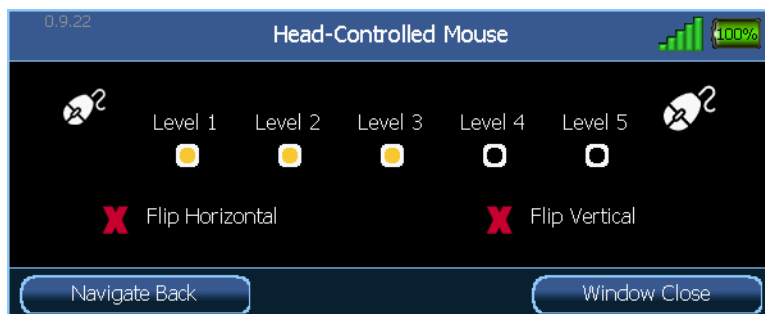 0.9.22
Head-Controlled Mouse
100%
Level 1 Level 2 Level 3 Level 4 Level 5
X Flip Horizontal X Flip Vertical
Navigate Back Window Close